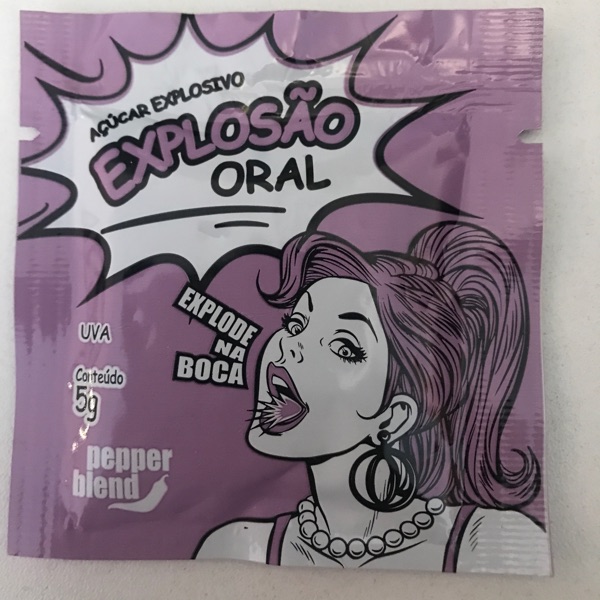 AÇÚCAR EXPLOSIVO
EXPLOSÃO
ORAL
EXPLODE
NA
BOCA
UVA
Conteúdo
5g
pepper
blend